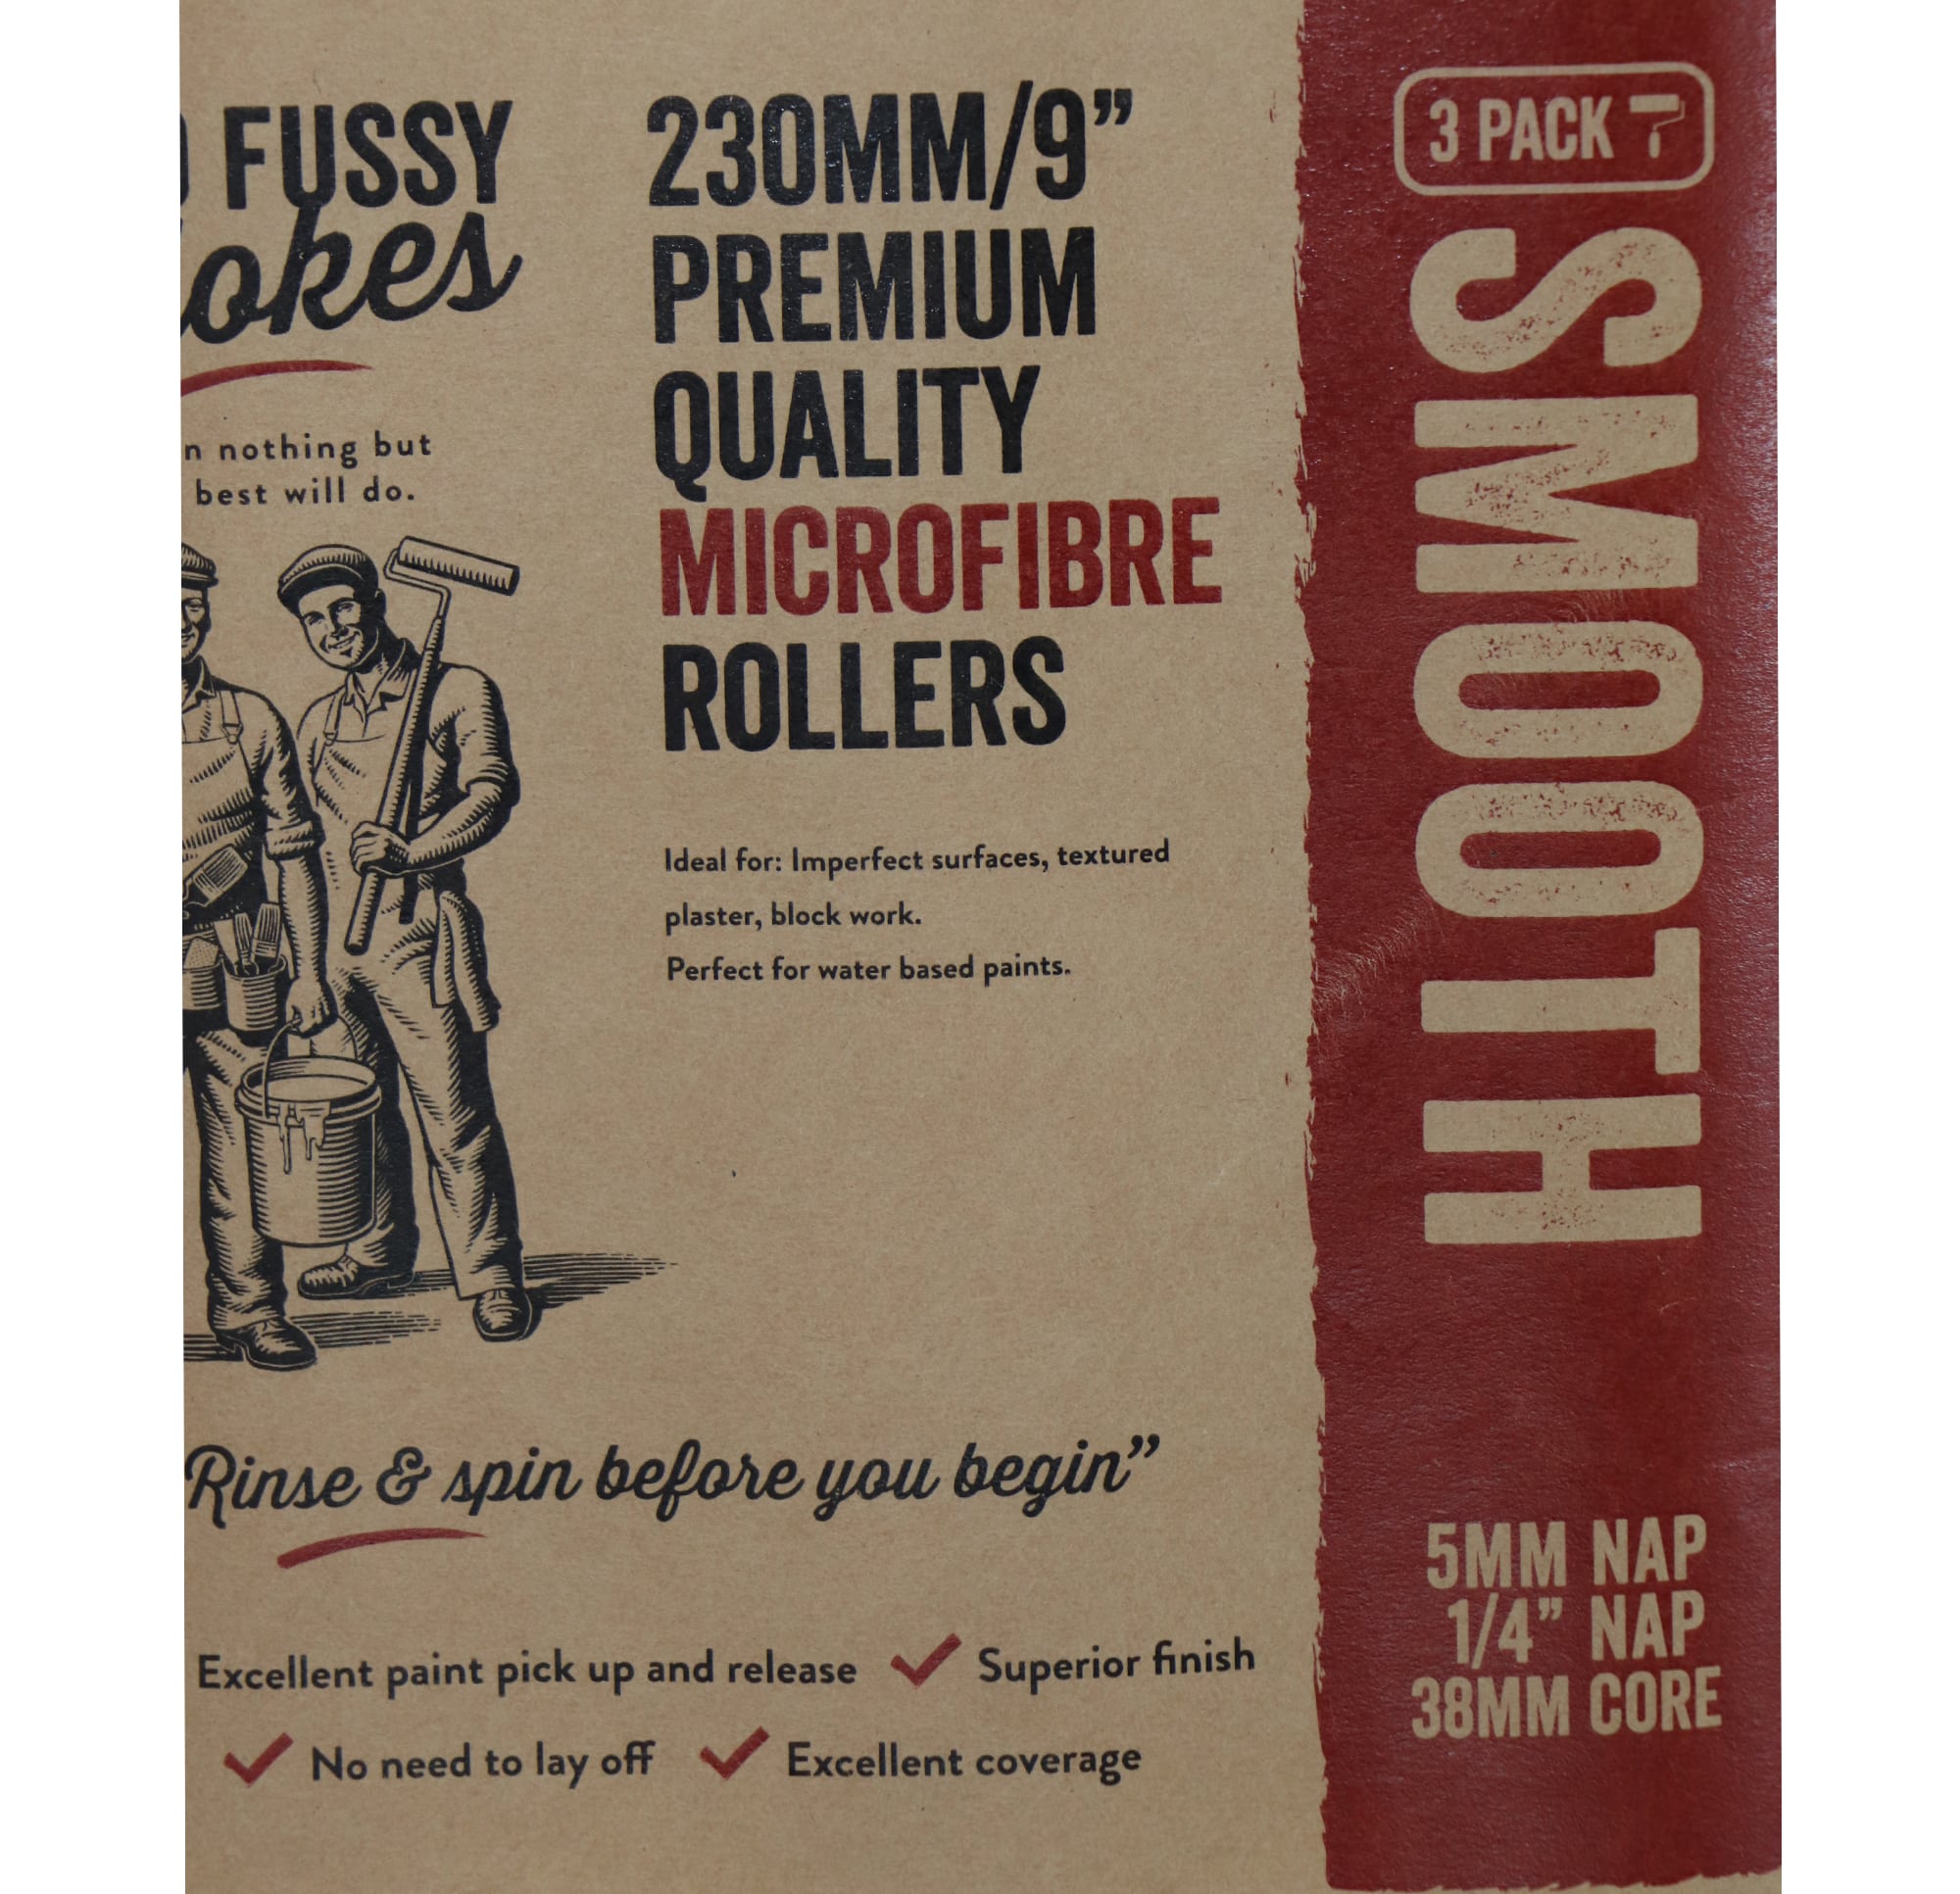 FUSSY
okes
n nothing but
best will do.
230MM/9”
PREMIUM
QUALITY
MICROFIBRE
ROLLERS
Ideal for: Imperfect surfaces, textured
plaster, block work.
Perfect for water based paints.
Rinse & spin before you begin”
Excellent paint pick up and release Superior finish
No need to lay off Excellent coverage
3 PACK
SMOOTH
5MM NAP
1/4” NAP
38MM CORE